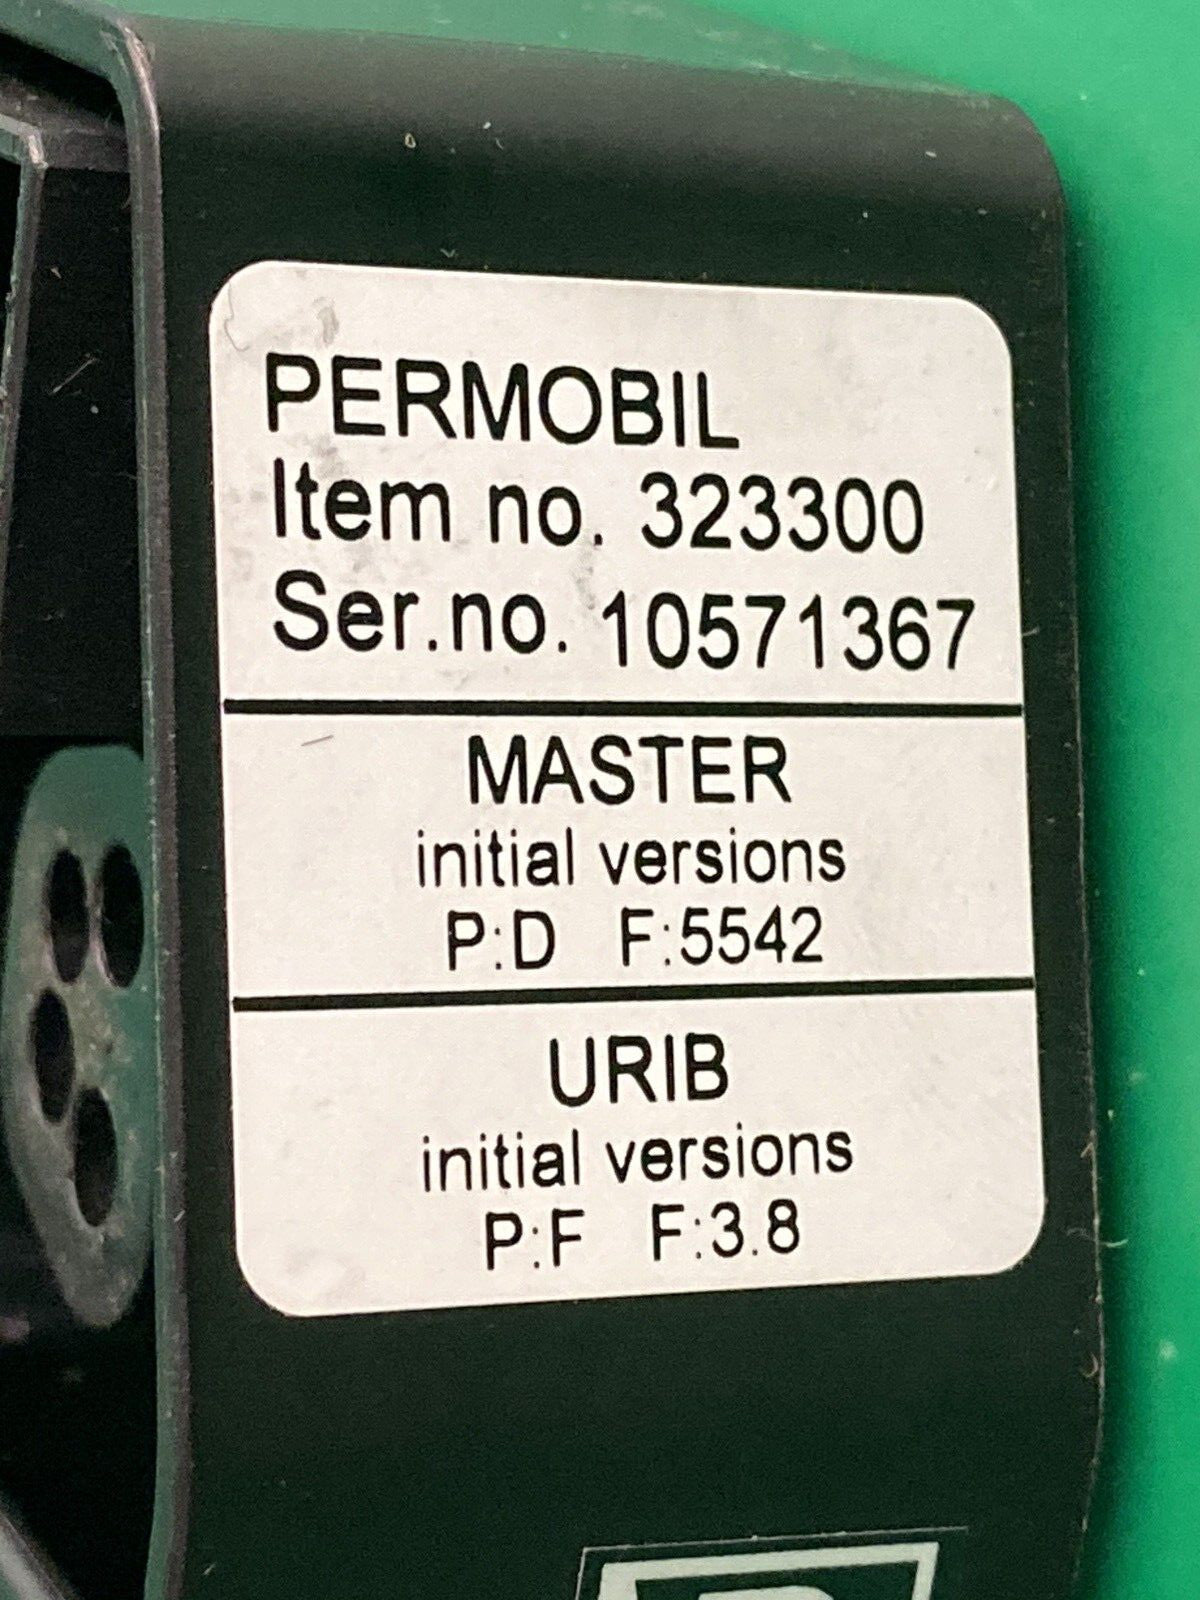 PERMOBIL
Item no. 323300
Ser.no. 10571367
MASTER
initial versions
P:D F:5542
URIB
initial versions
P:F F:3.8